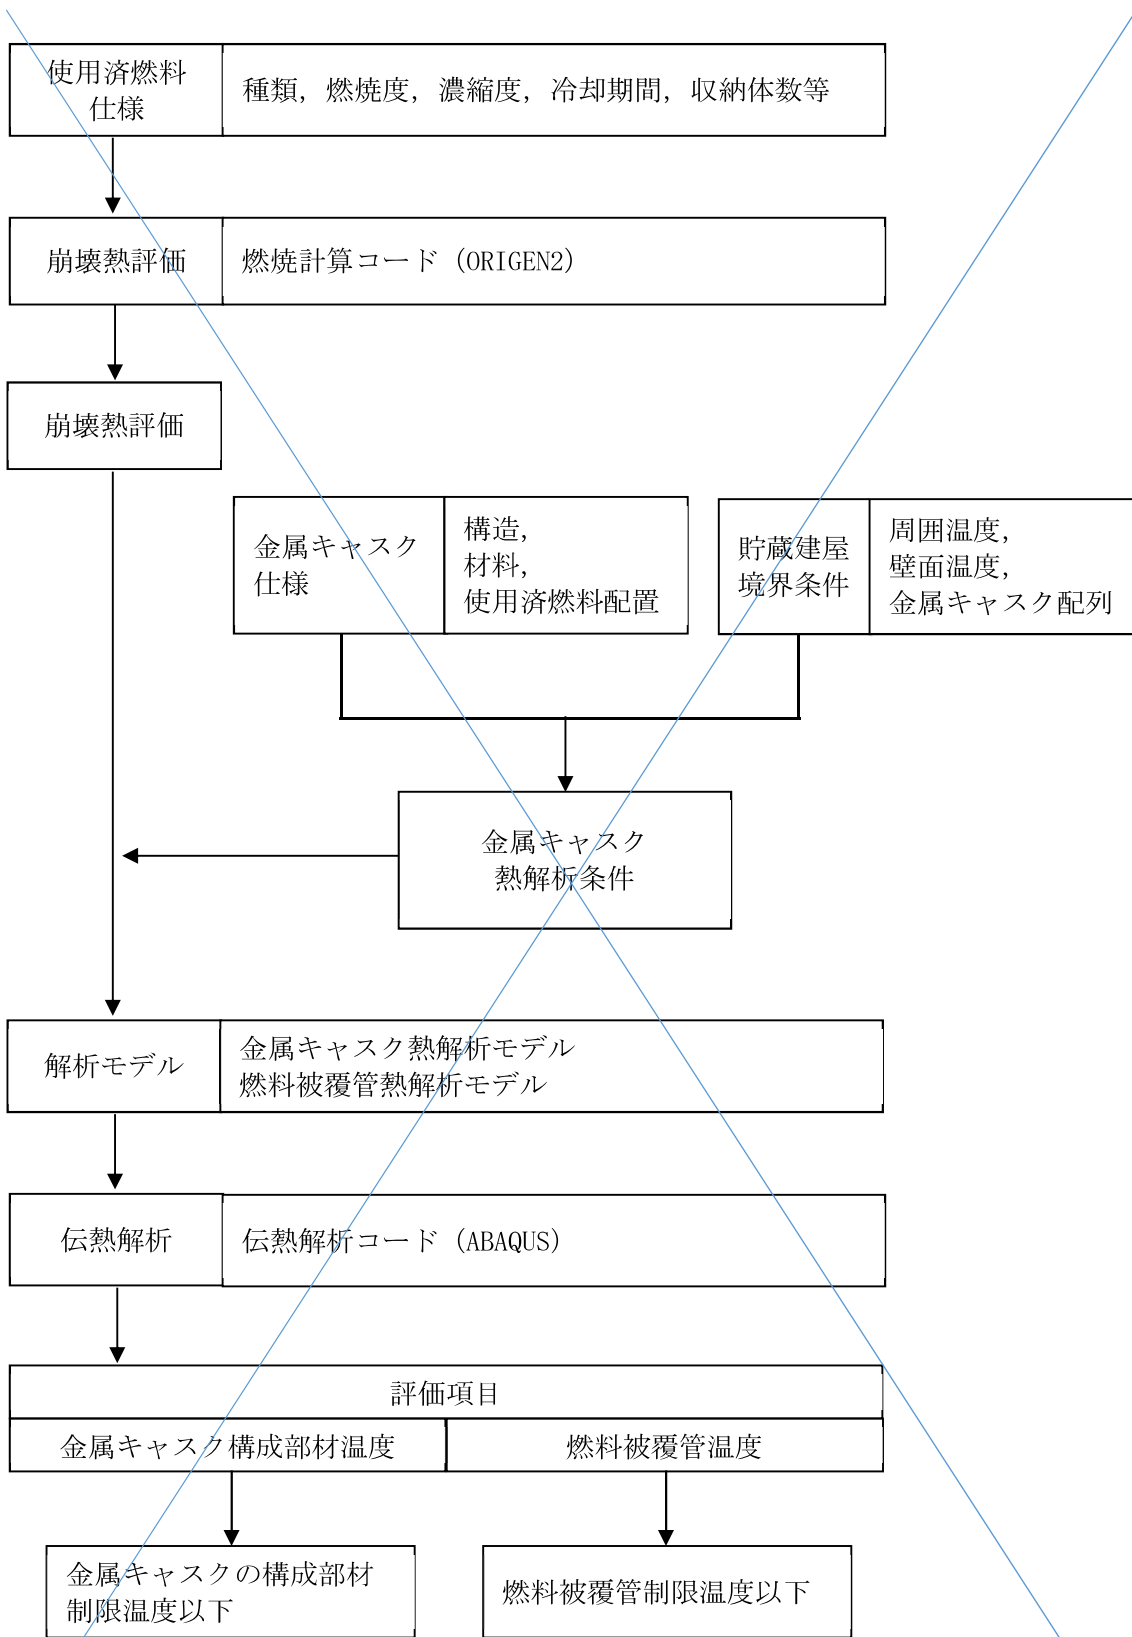 使用済燃料
仕様
種類，燃焼度，濃縮度，冷却期間，収納体数等
崩壊熱評価
燃焼計算コード（ORIGEN2）
崩壊熱評価
金属キャスク
仕様
構造，
材料，
使用済燃料配置
貯蔵建屋
境界条件
周囲温度，
壁面温度，
金属キャスク配列
金属キャスク
熱解析条件
解析モデル
金属キャスク熱解析モデル
燃料被覆管熱解析モデル
伝熱解析
伝熱解析コード（ABAQUS）
評価項目
金属キャスク構成部材温度
燃料被覆管温度
金属キャスクの構成部材
制限温度以下
燃料被覆管制限温度以下